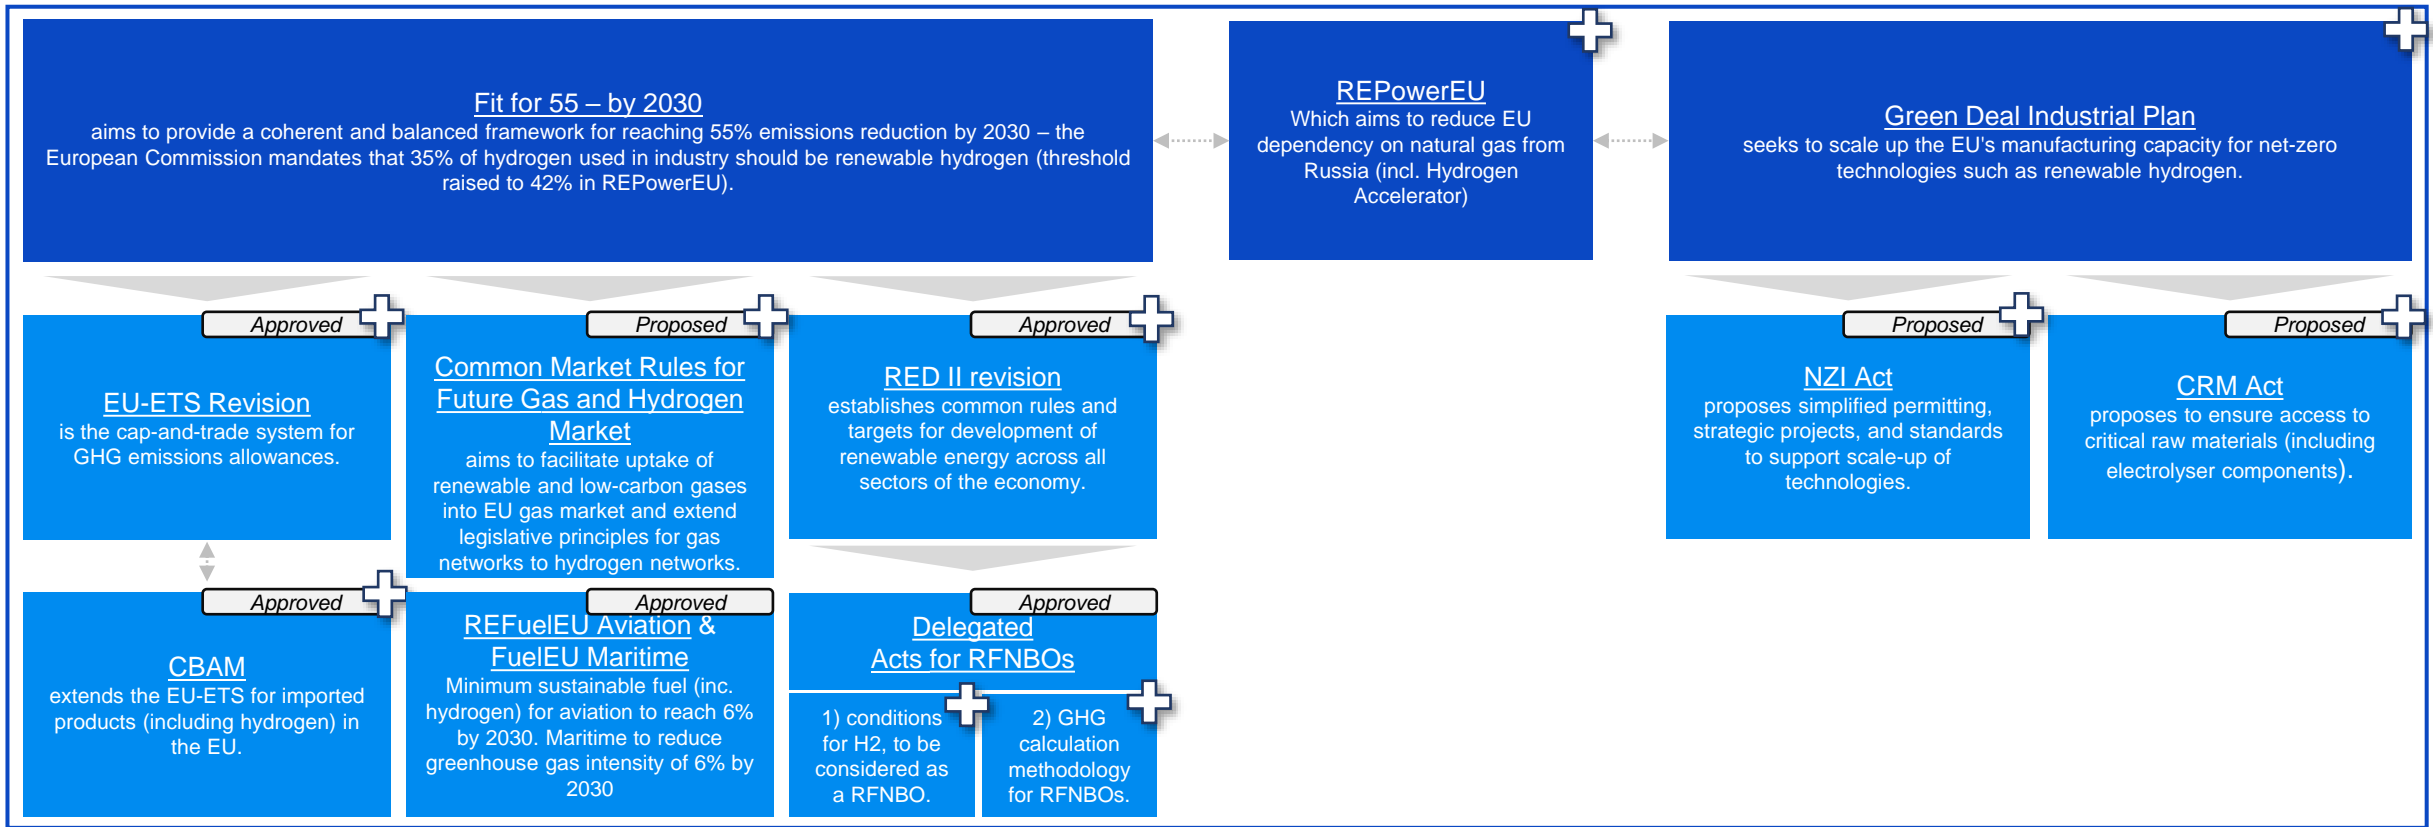 Fit for 55 – by 2030
aims to provide a coherent and balanced framework for reaching 55% emissions reduction by 2030 – the
European Commission mandates that 35% of hydrogen used in industry should be renewable hydrogen (threshold
raised to 42% in REPowerEU).
REPowerEU
Which aims to reduce EU
dependency on natural gas from
Russia (incl. Hydrogen
Accelerator)
Green Deal Industrial Plan
seeks to scale up the EU's manufacturing capacity for net-zero
technologies such as renewable hydrogen.
Approved
EU-ETS Revision
is the cap-and-trade system for
GHG emissions allowances.
Proposed
Common Market Rules for
Future Gas and Hydrogen
Market
aims to facilitate uptake of
renewable and low-carbon gases
into EU gas market and extend
legislative principles for gas
networks to hydrogen networks.
Approved
RED II revision
establishes common rules and
targets for development of
renewable energy across all
sectors of the economy.
Proposed
NZI Act
proposes simplified permitting,
strategic projects, and standards
to support scale-up of
technologies.
Proposed
CRM Act
proposes to ensure access to
critical raw materials (including
electrolyser components).
Approved
CBAM
extends the EU-ETS for imported
products (including hydrogen) in
the EU.
Approved
REFuelEU Aviation &
FuelEU Maritime
Minimum sustainable fuel (inc.
hydrogen) for aviation to reach 6%
by 2030. Maritime to reduce
greenhouse gas intensity of 6% by
2030
Approved
Delegated
Acts for RFNBOs
1) conditions
for H2, to be
considered as
a RFNBO.
2) GHG
calculation
methodology
for RFNBOs.